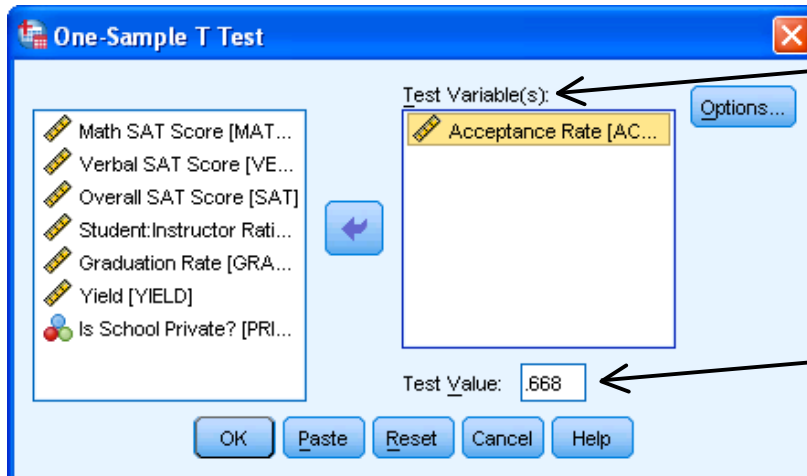 One-Sample T Test
Test Variable(s):
Options...
Math SAT Score [MAT...
Verbal SAT Score [VE...
Overall SAT Score [SAT]
Student:Instructor Rati...
Graduation Rate [GRA...
Yield [YIELD]
Is School Private? [PRI...
Acceptance Rate [AC...
Test Value: .668
OK Paste Reset Cancel Help